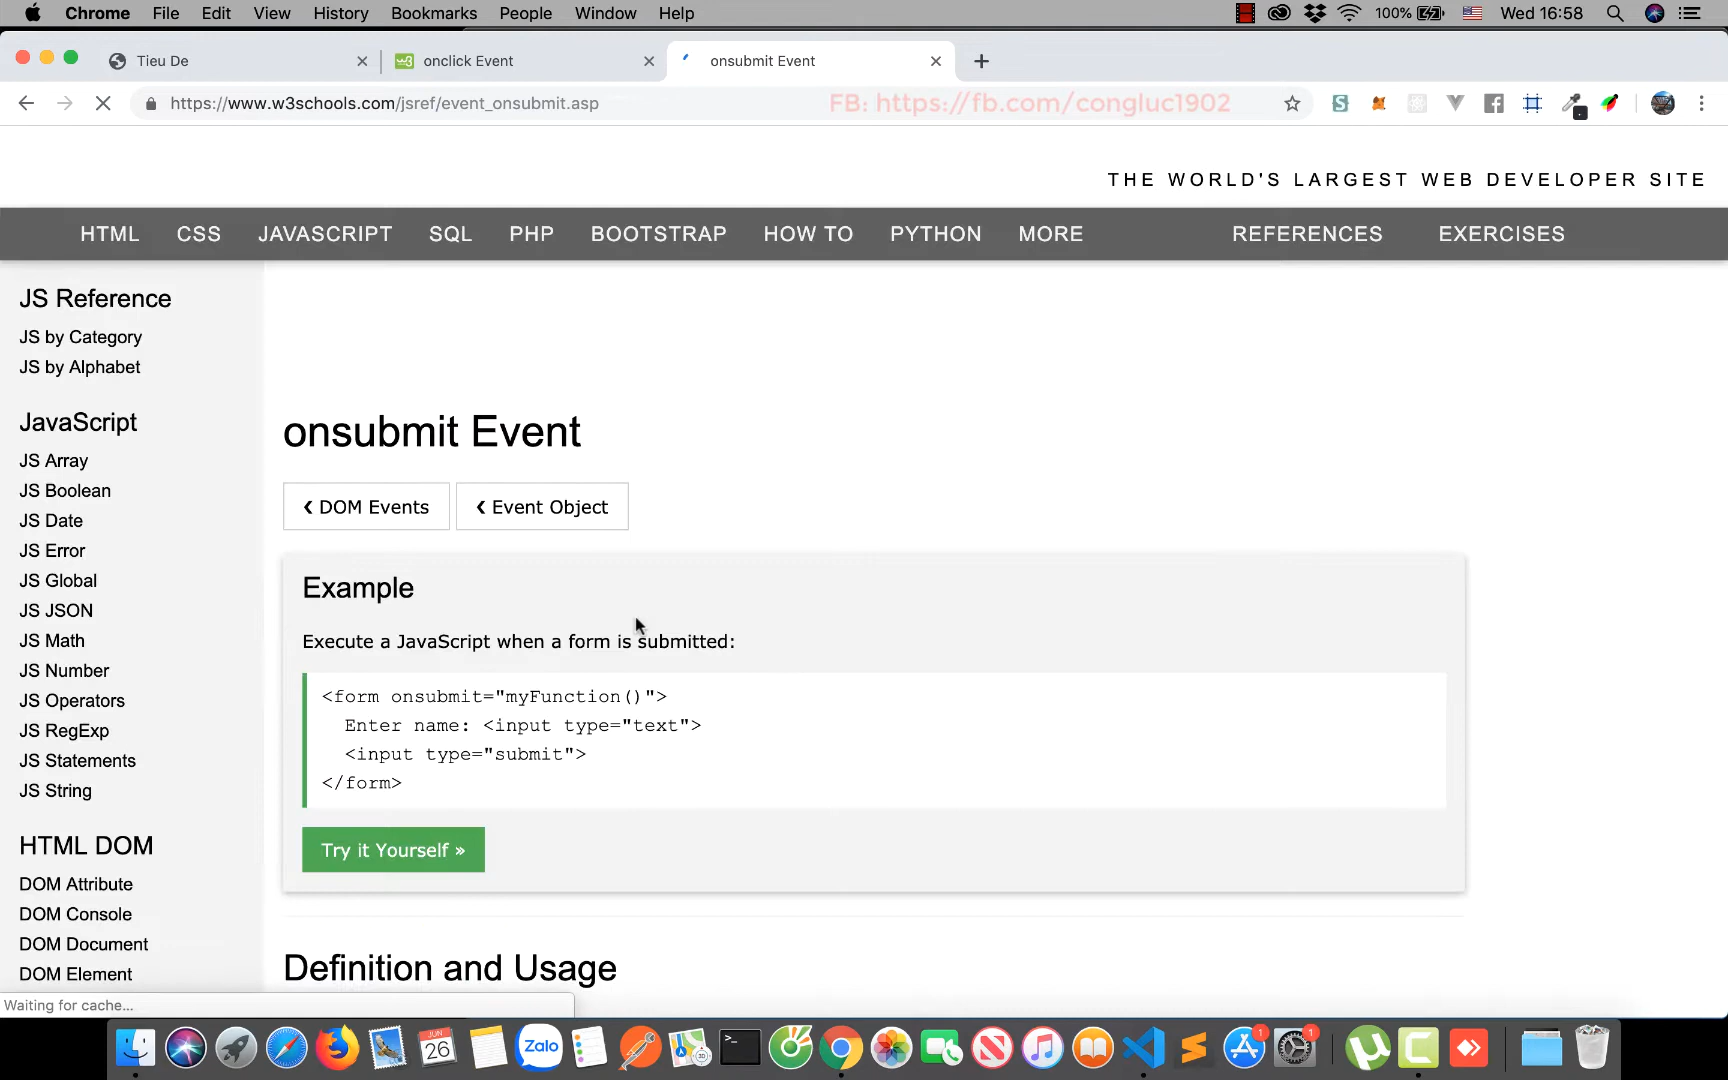 Chrome File Edit View History Bookmarks People Window Help 100% Wed 16:58
Tieu De
onclick Event
onsubmit Event
https://www.w3schools.com/jsref/event_onsubmit.asp
FB: https://fb.com/congluc1902
THE WORLD'S LARGEST WEB DEVELOPER SITE
HTML CSS JAVASCRIPT SQL PHP BOOTSTRAP HOW TO PYTHON MORE REFERENCES EXERCISES
JS Reference
JS by Category
JS by Alphabet
JavaScript
JS Array
JS Boolean
JS Date
JS Error
JS Global
JS JSON
JS Math
JS Number
JS Operators
JS RegExp
JS Statements
JS String
HTML DOM
DOM Attribute
DOM Console
DOM Document
DOM Element
onsubmit Event
❮ DOM Events
❮ Event Object
Example
Execute a JavaScript when a form is submitted:
<form onsubmit="myFunction()">
Enter name: <input type="text">
<input type="submit">
</form>
Try it Yourself »
Definition and Usage
Waiting for cache...
JUN
26
Zalo
1
1